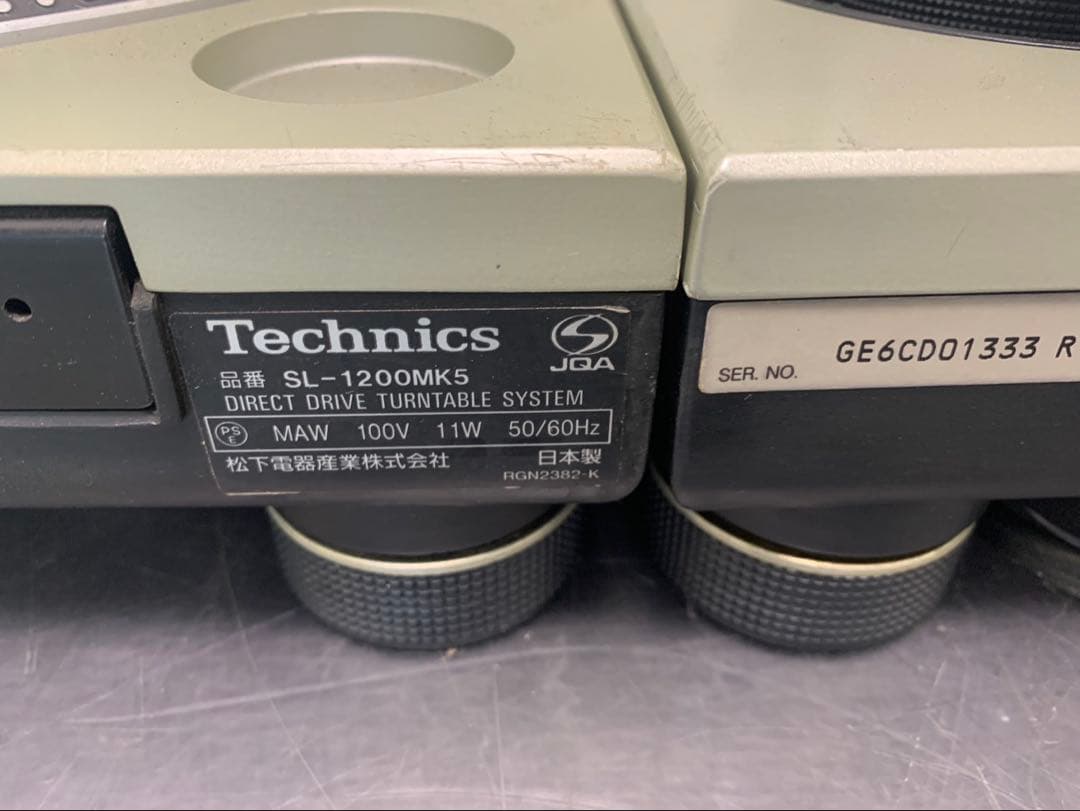 Technics
JQA
品番 SL-1200MK5
DIRECT DRIVE TURNTABLE SYSTEM
PS
E
MAW 100V 11W 50/60Hz
松下電器産業株式会社
日本製
RGN2382-K
SER. NO.
GE6CD01333 R